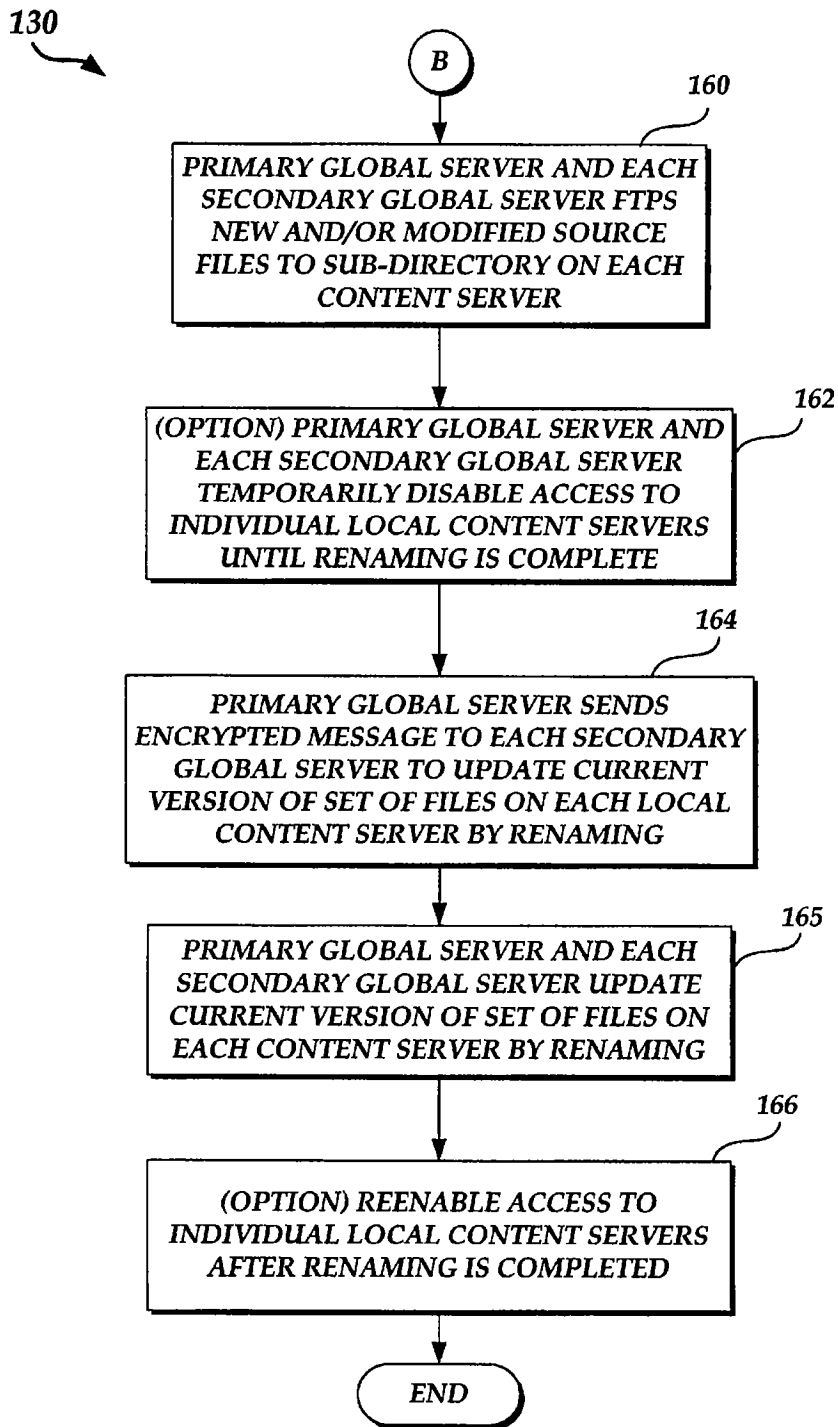 130
B
160
PRIMARY GLOBAL SERVER AND EACH
SECONDARY GLOBAL SERVER FTPS
NEW AND/OR MODIFIED SOURCE
FILES TO SUB-DIRECTORY ON EACH
CONTENT SERVER
162
(OPTION) PRIMARY GLOBAL SERVER AND
EACH SECONDARY GLOBAL SERVER
TEMPORARILY DISABLE ACCESS TO
INDIVIDUAL LOCAL CONTENT SERVERS
UNTIL RENAMING IS COMPLETE
164
PRIMARY GLOBAL SERVER SENDS
ENCRYPTED MESSAGE TO EACH SECONDARY
GLOBAL SERVER TO UPDATE CURRENT
VERSION OF SET OF FILES ON EACH LOCAL
CONTENT SERVER BY RENAMING
165
PRIMARY GLOBAL SERVER AND EACH
SECONDARY GLOBAL SERVER UPDATE
CURRENT VERSION OF SET OF FILES ON
EACH CONTENT SERVER BY RENAMING
166
(OPTION) REENABLE ACCESS TO
INDIVIDUAL LOCAL CONTENT SERVERS
AFTER RENAMING IS COMPLETED
END